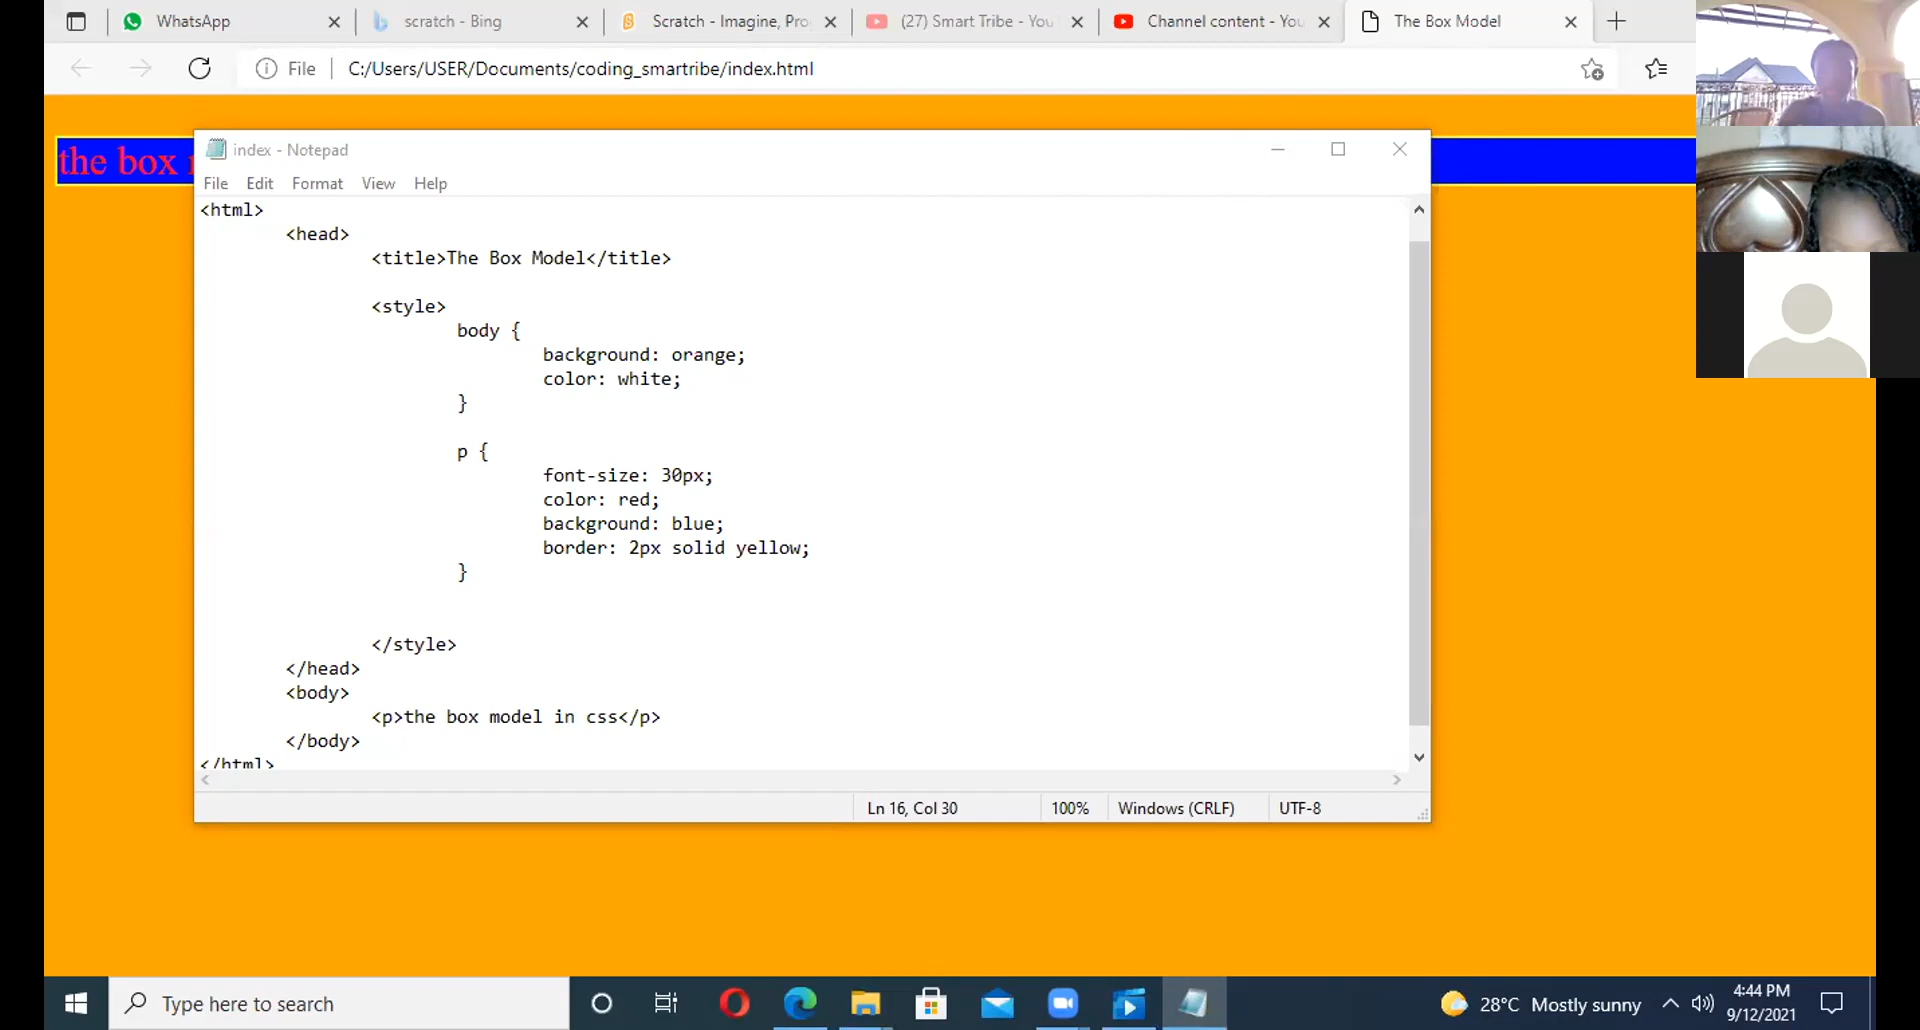 WhatsApp
scratch - Bing
Scratch - Imagine, Pro
(27) Smart Tribe - You
Channel content - You
The Box Model
File
C:/Users/USER/Documents/coding_smartribe/index.html
the box
index - Notepad
File Edit Format View Help
<html>
<head>
<title>The Box Model</title>
<style>
body {
background: orange;
color: white;
}
p {
font-size: 30px;
color: red;
background: blue;
border: 2px solid yellow;
}
</style>
</head>
<body>
<p>the box model in css</p>
</body>
</html>
Ln 16, Col 30
100%
Windows (CRLF)
UTF-8
Type here to search
28°C Mostly sunny
4:44 PM
9/12/2021